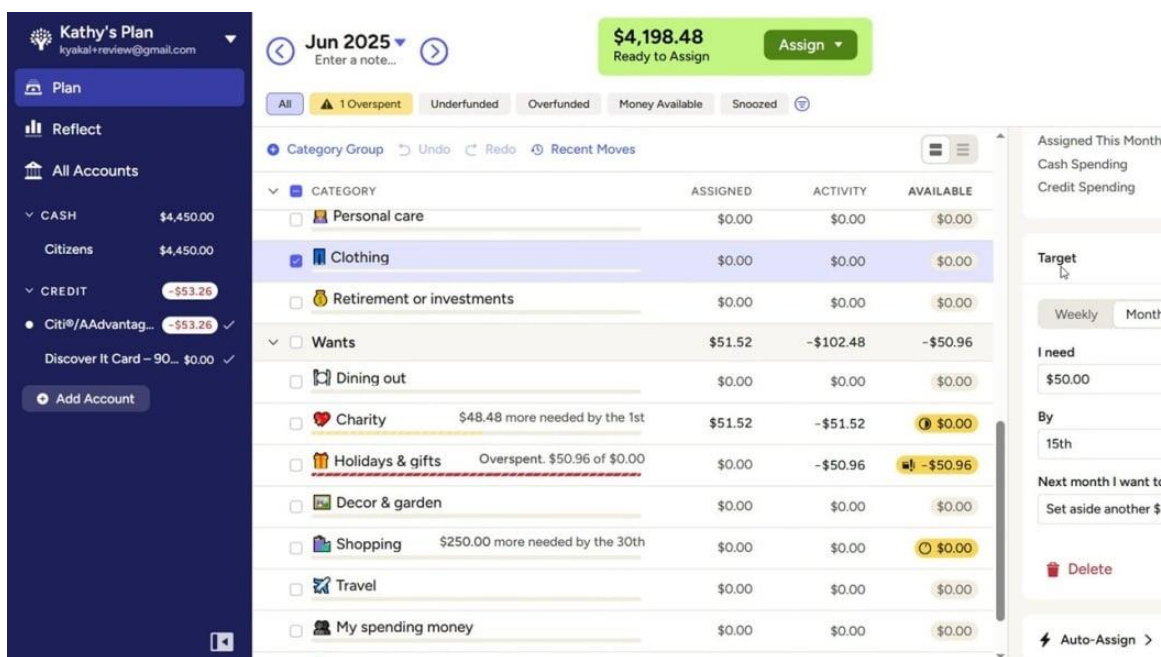 Kathy's Plan
kyakal+review@gmail.com
Plan
Reflect
All Accounts
CASH $4,450.00
Citizens $4,450.00
CREDIT -$53.26
Citi®/AAdvantag... -$53.26
Discover It Card – 90... $0.00
Add Account
Jun 2025
Enter a note...
$4,198.48
Ready to Assign
Assign
All 1 Overspent Underfunded Overfunded Money Available Snoozed
Category Group Undo Redo Recent Moves
CATEGORY ASSIGNED ACTIVITY AVAILABLE
Personal care $0.00 $0.00 $0.00
Clothing $0.00 $0.00 $0.00
Retirement or investments $0.00 $0.00 $0.00
Wants $51.52 -$102.48 -$50.96
Dining out $0.00 $0.00 $0.00
Charity $48.48 more needed by the 1st $51.52 -$51.52 $0.00
Holidays & gifts Overspent. $50.96 of $0.00 $0.00 -$50.96 -$50.96
Decor & garden $0.00 $0.00 $0.00
Shopping $250.00 more needed by the 30th $0.00 $0.00 $0.00
Travel $0.00 $0.00 $0.00
My spending money $0.00 $0.00 $0.00
Assigned This Month
Cash Spending
Credit Spending
Target
Weekly Month
I need
$50.00
By
15th
Next month I want to
Set aside another $
Delete
Auto-Assign